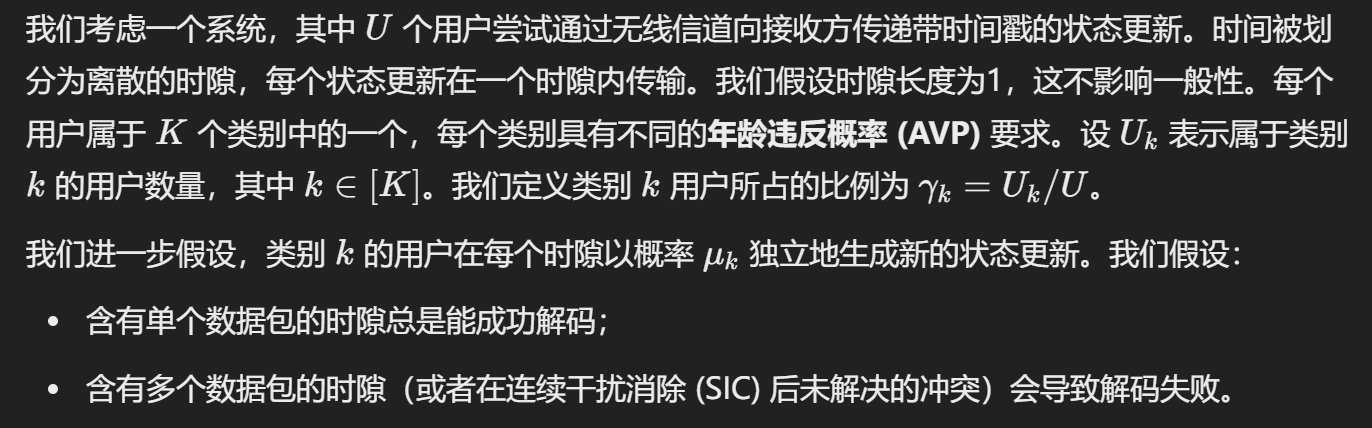 我们考虑一个系统，其中 U 个用户尝试通过无线信道向接收方传递带时间戳的状态更新。时间被划
分为离散的时隙，每个状态更新在一个时隙内传输。我们假设时隙长度为1，这不影响一般性。每个
用户属于 K 个类别中的一个，每个类别具有不同的年龄违反概率 (AVP) 要求。设 U_k 表示属于类别
k 的用户数量，其中 k ∈ [K]。我们定义类别 k 用户所占的比例为 γ_k = U_k/U。
我们进一步假设，类别 k 的用户在每个时隙以概率 μ_k 独立地生成新的状态更新。我们假设：
• 含有单个数据包的时隙总是能成功解码；
• 含有多个数据包的时隙（或者在连续干扰消除 (SIC) 后未解决的冲突）会导致解码失败。